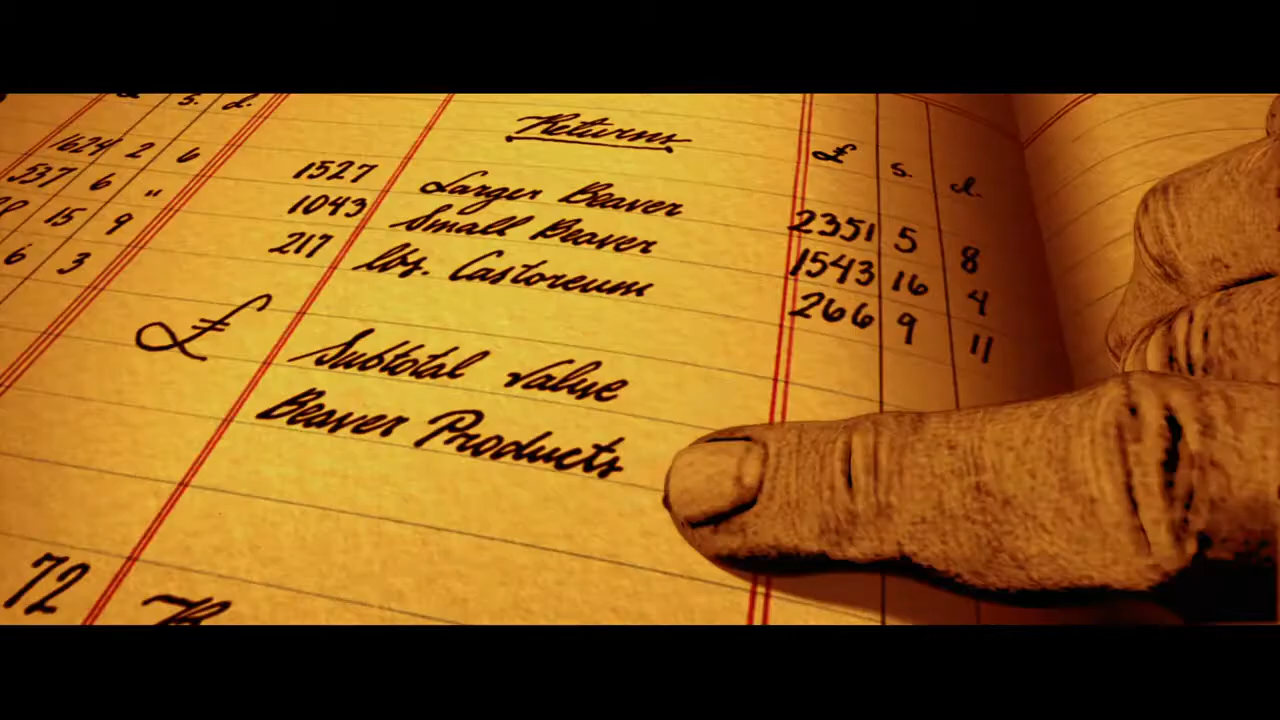 £ s. d.
Returns
£ s. d.
1624 2 6
537 6 "
15 9
6 3
1527 Larger Beaver 2351 5 8
1043 Small Beaver 1543 16 4
217 lbs. Castoreum 266 9 11
£ Subtotal Value
Beaver Products
72